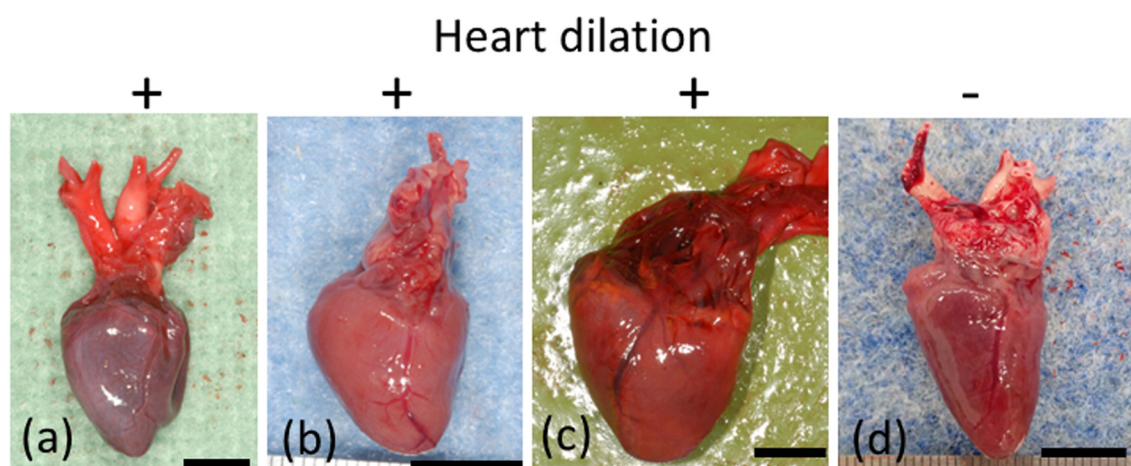 Heart dilation
+ + + -
(a) (b) (c) (d)